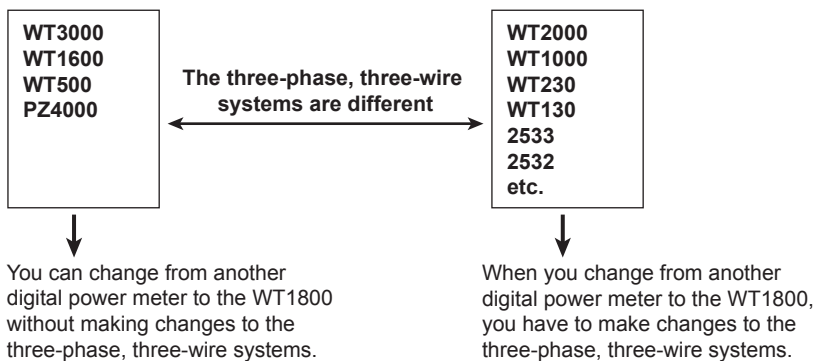 WT3000
WT1600
WT500
PZ4000
The three-phase, three-wire
systems are different
WT2000
WT1000
WT230
WT130
2533
2532
etc.
You can change from another
digital power meter to the WT1800
without making changes to the
three-phase, three-wire systems.
When you change from another
digital power meter to the WT1800,
you have to make changes to the
three-phase, three-wire systems.